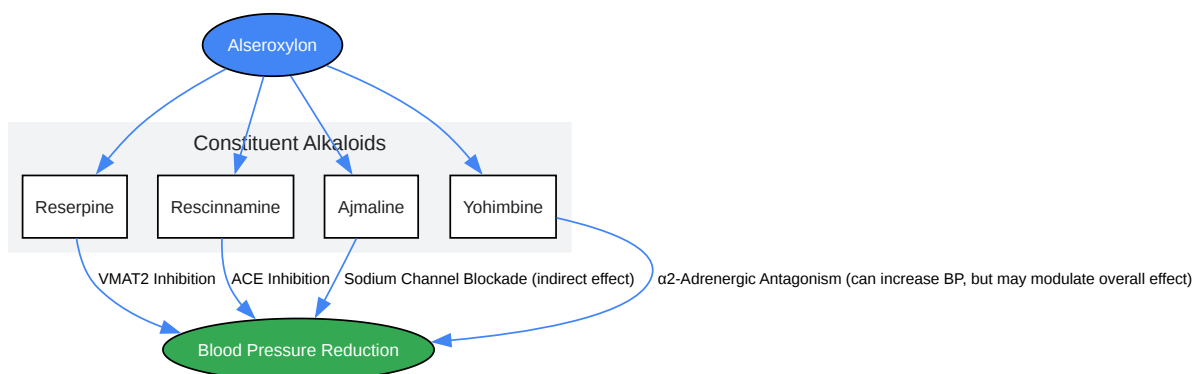 Alseroxylon
Constituent Alkaloids
Reserpine
Rescinnamine
Ajmaline
Yohimbine
VMAT2 Inhibition
ACE Inhibition
Sodium Channel Blockade (indirect effect)
α2-Adrenergic Antagonism (can increase BP, but may modulate overall effect)
Blood Pressure Reduction